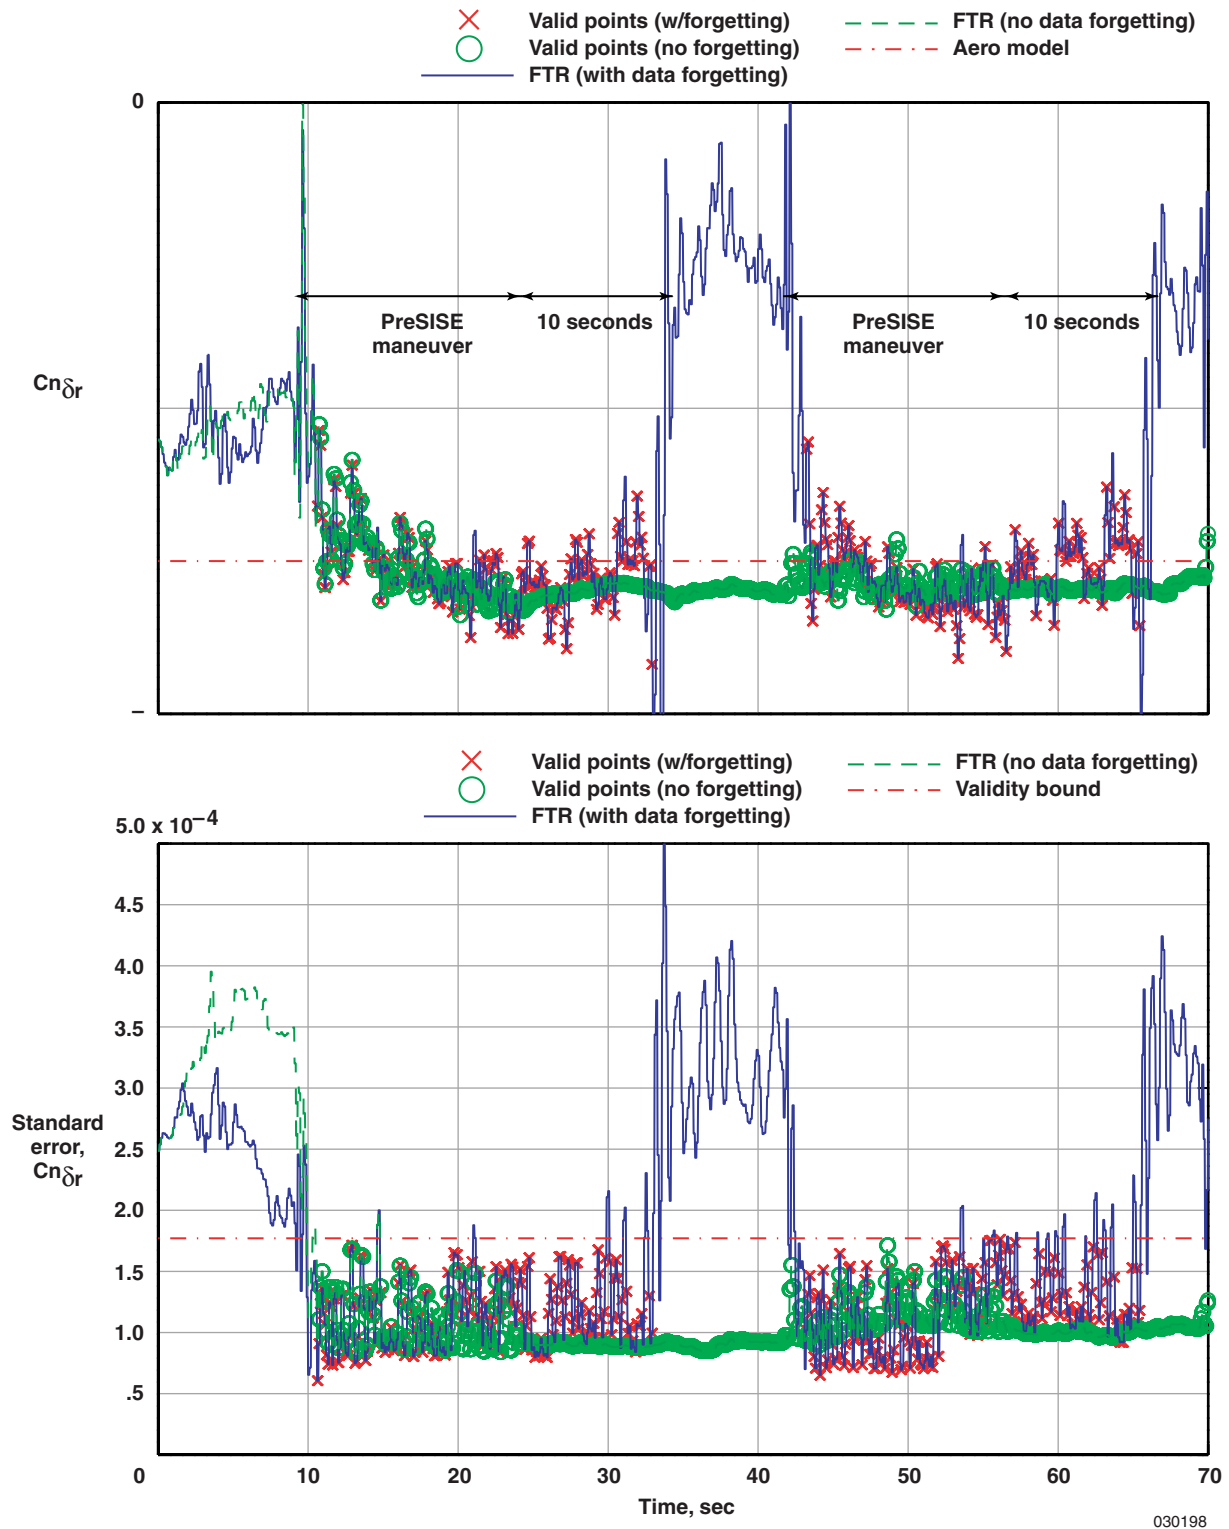 Valid points (w/forgetting)
Valid points (no forgetting)
FTR (with data forgetting)
FTR (no data forgetting)
Aero model
0
PreSISE
maneuver
10 seconds
PreSISE
maneuver
10 seconds
Cnδr
–
Valid points (w/forgetting)
Valid points (no forgetting)
FTR (with data forgetting)
FTR (no data forgetting)
Validity bound
5.0 x 10–4
4.5
4.0
3.5
3.0
Standard
error,
Cnδr
2.5
2.0
1.5
1.0
.5
0 10 20 30 40 50 60 70
Time, sec
030198